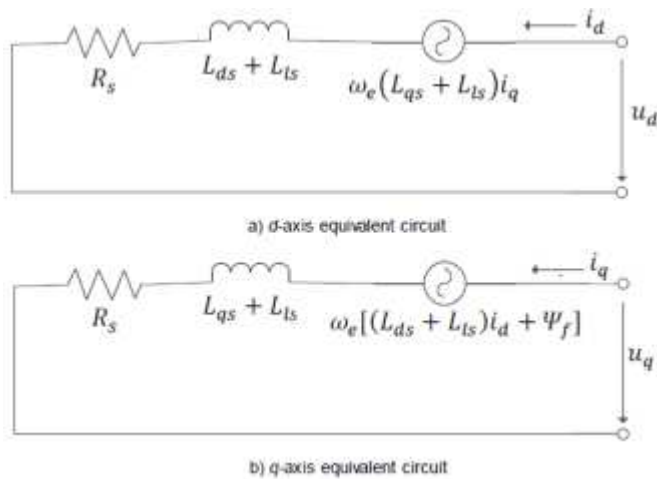 i_d
R_s
L_ds + L_ls
ω_e(L_qs + L_ls)i_q
u_d
a) d-axis equivalent circuit
i_q
R_s
L_qs + L_ls
ω_e[(L_ds + L_ls)i_d + Ψ_f]
u_q
b) q-axis equivalent circuit